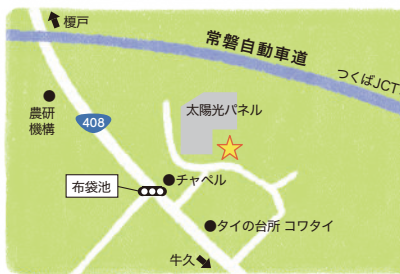 榎戸
常磐自動車道
つくばJCT
農研
機構
408
太陽光パネル
チャペル
布袋池
タイの台所 コワタイ
牛久